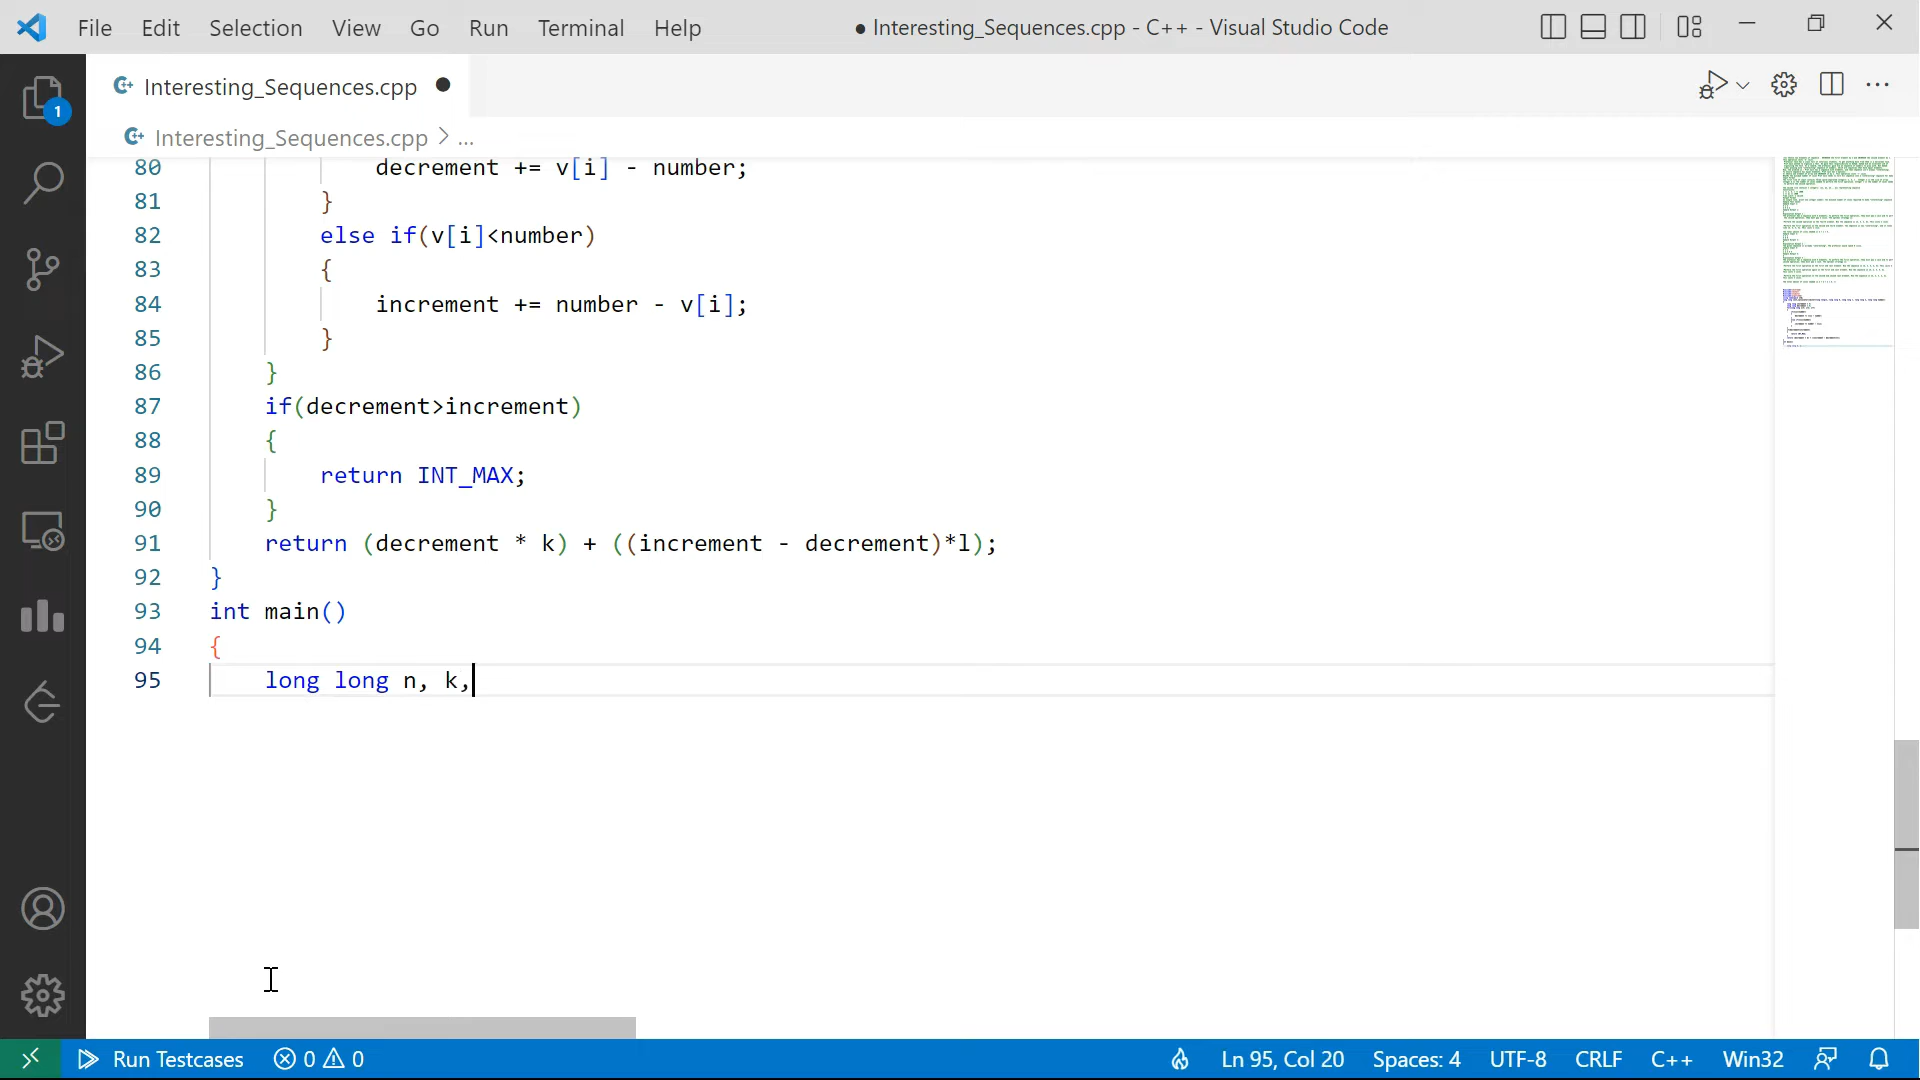 File Edit Selection View Go Run Terminal Help
● Interesting_Sequences.cpp - C++ - Visual Studio Code
1
Interesting_Sequences.cpp ●
Interesting_Sequences.cpp > ...
80 decrement += v[i] - number;
81 }
82 else if(v[i]<number)
83 {
84 increment += number - v[i];
85 }
86 }
87 if(decrement>increment)
88 {
89 return INT_MAX;
90 }
91 return (decrement * k) + ((increment - decrement)*l);
92 }
93 int main()
94 {
95 long long n, k,
Run Testcases 0 0 Ln 95, Col 20 Spaces: 4 UTF-8 CRLF C++ Win32